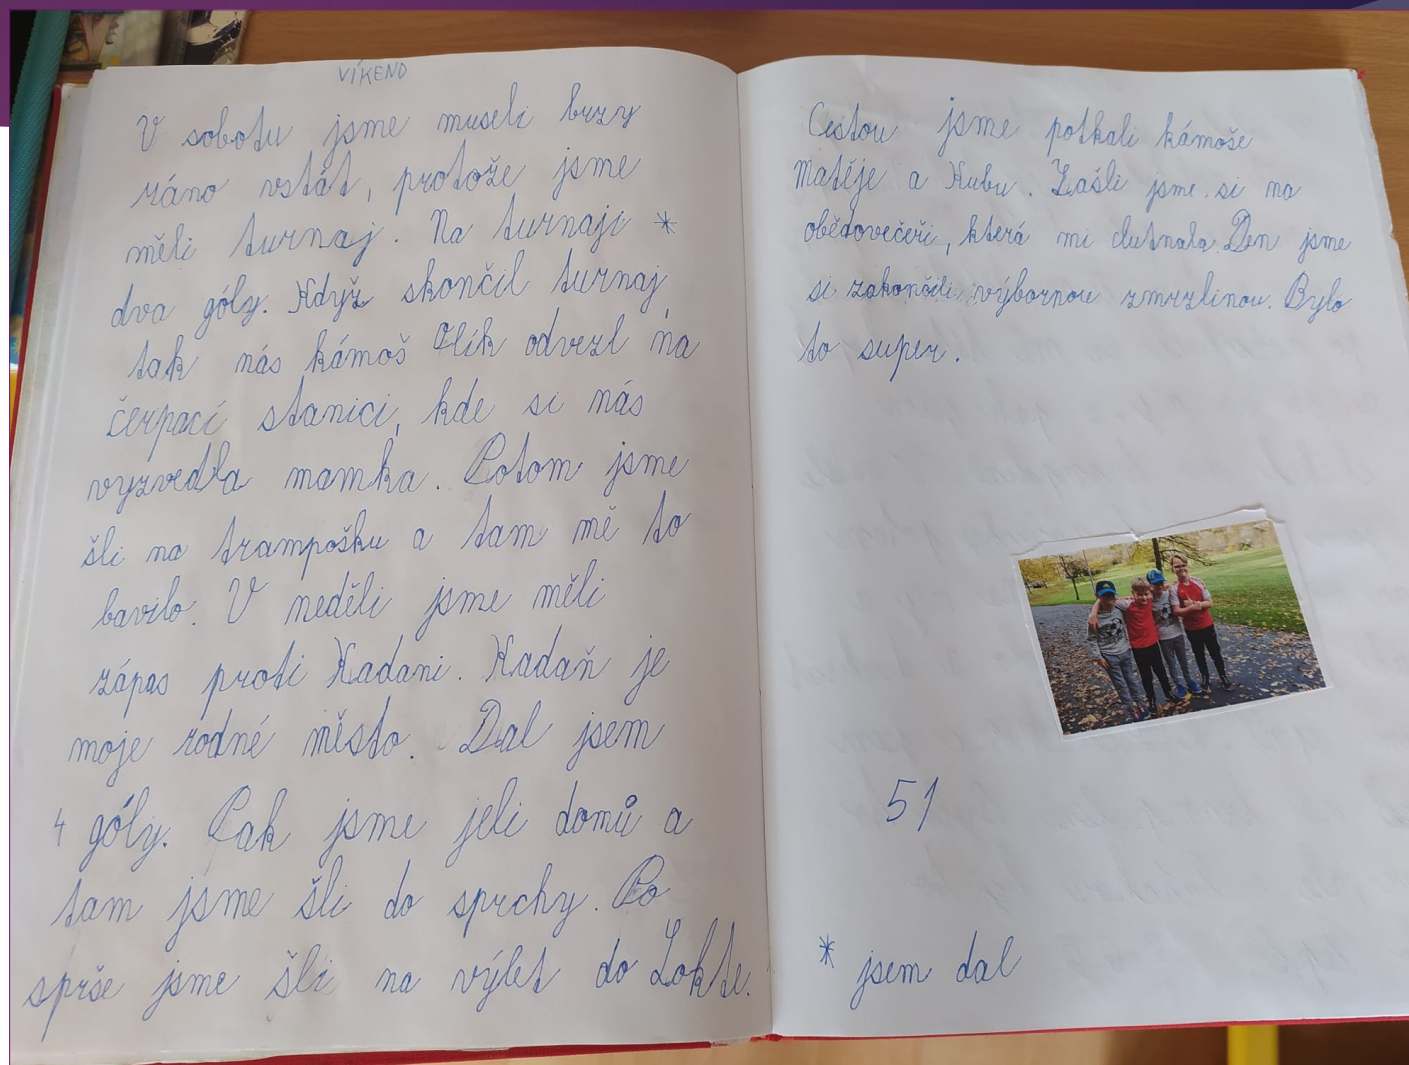 VÍKEND
V sobotu jsme museli brzy
ráno vstát, protože jsme
měli turnaj. Na turnaji *
dva góly. Když skončil turnaj,
tak nás kámoš Olík odvezl na
čerpací stanici, kde si nás
vyzvedla mamka. Potom jsme
šli na trampošku a tam mě to
bavilo. V neděli jsme měli
zápas proti Kadani. Kadaň je
moje rodné město. Dal jsem
4 góly. Pak jsme jeli domů a
tam jsme šli do sprchy. Po
sprše jsme šli na výlet do Lokte.
Cestou jsme potkali kámoše
Matěje a Kubu. Zašli jsme si na
obědovečeři, která mi chutnala. Den jsme
si zakončili výbornou zmrzlinou. Bylo
to super.
51
* jsem dal